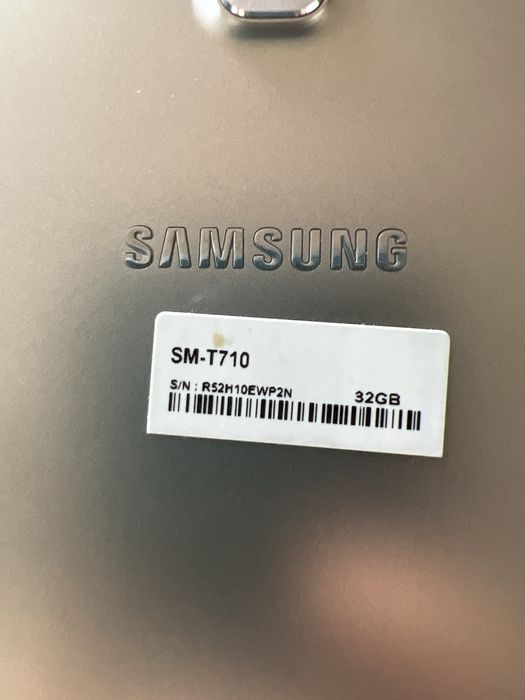 SAMSUNG
SM-T710
S/N : R52H10EWP2N 32GB